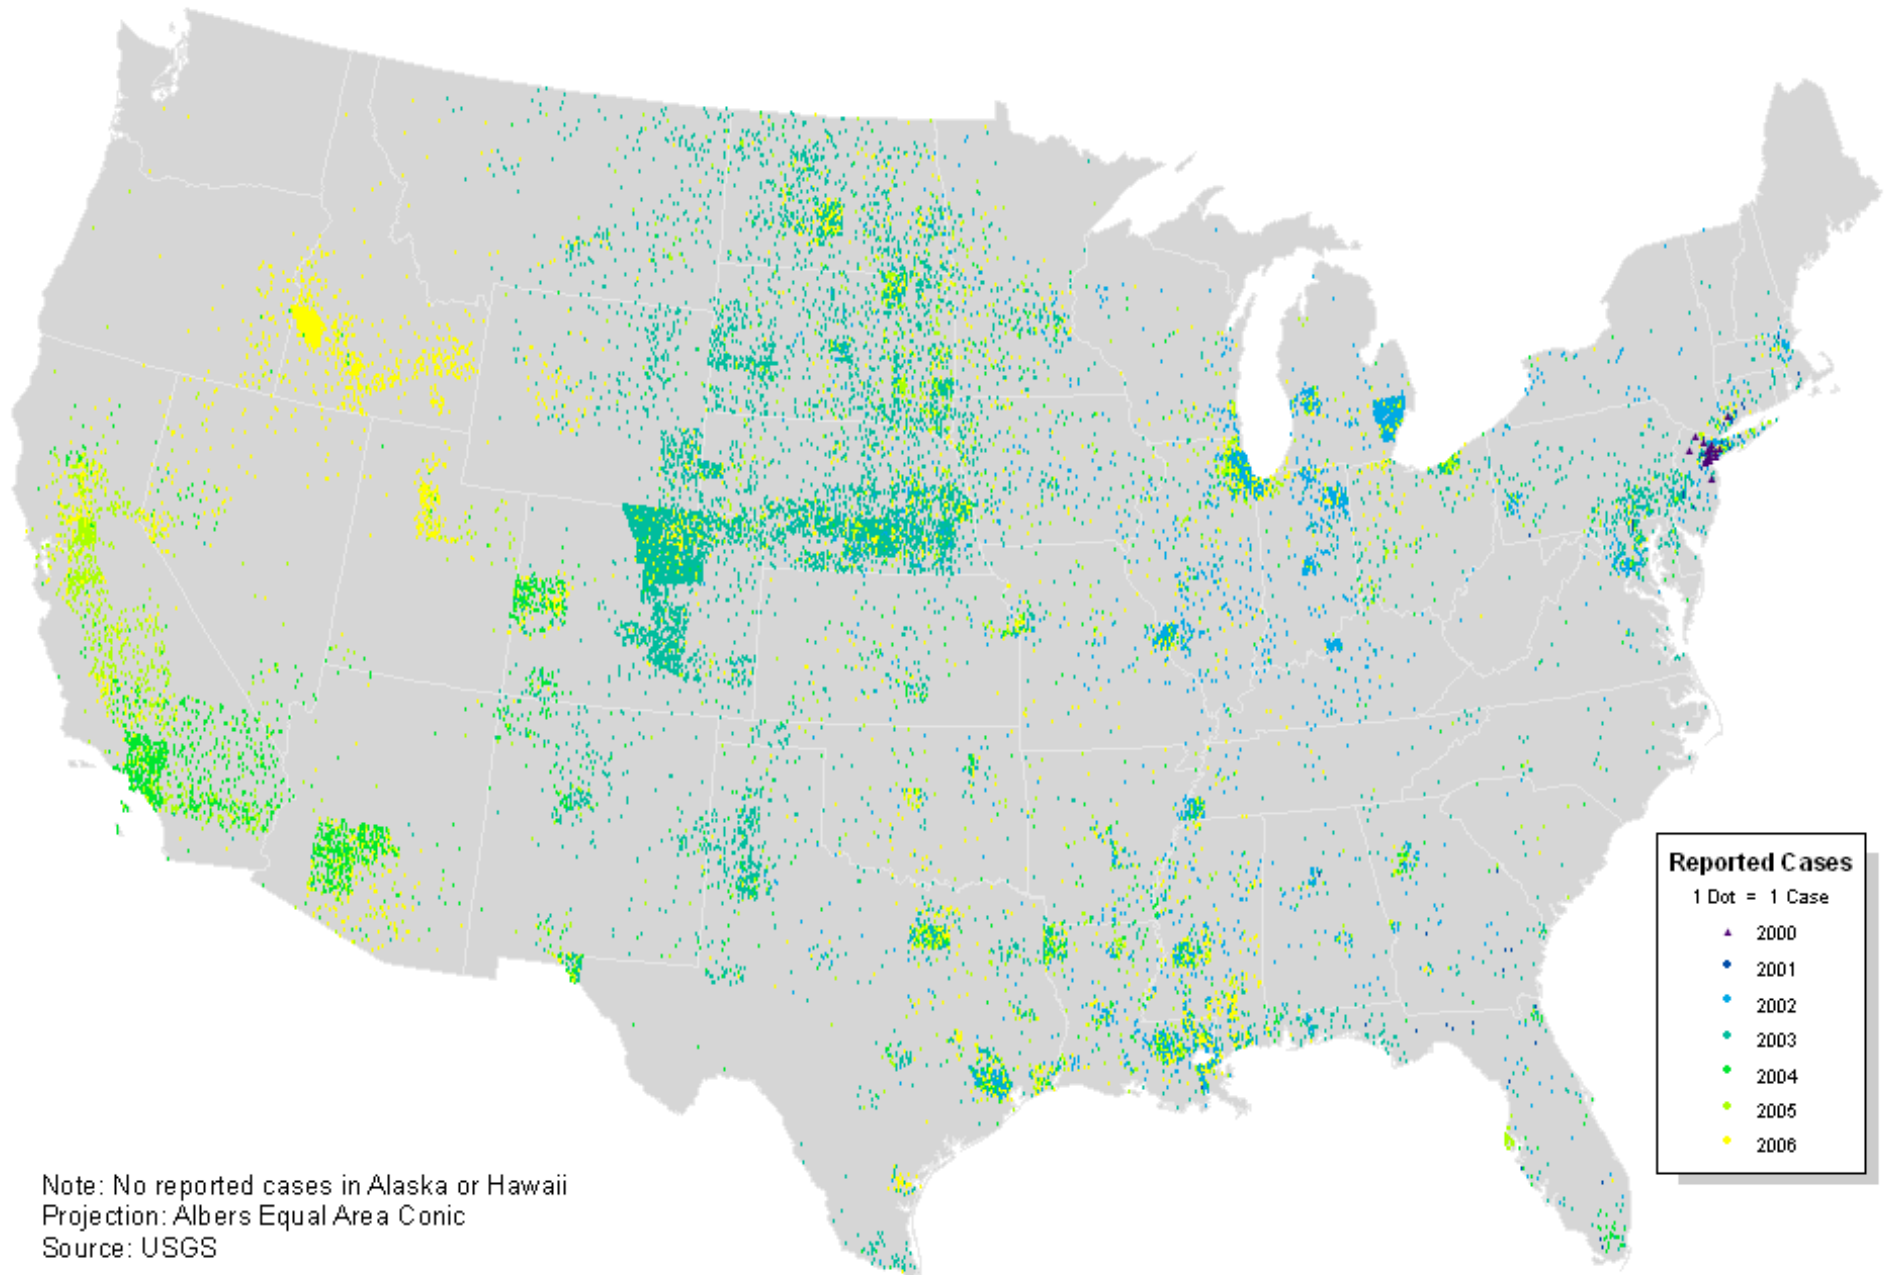 Reported Cases
1 Dot = 1 Case
2000
2001
2002
2003
2004
2005
2006
Note: No reported cases in Alaska or Hawaii
Projection: Albers Equal Area Conic
Source: USGS